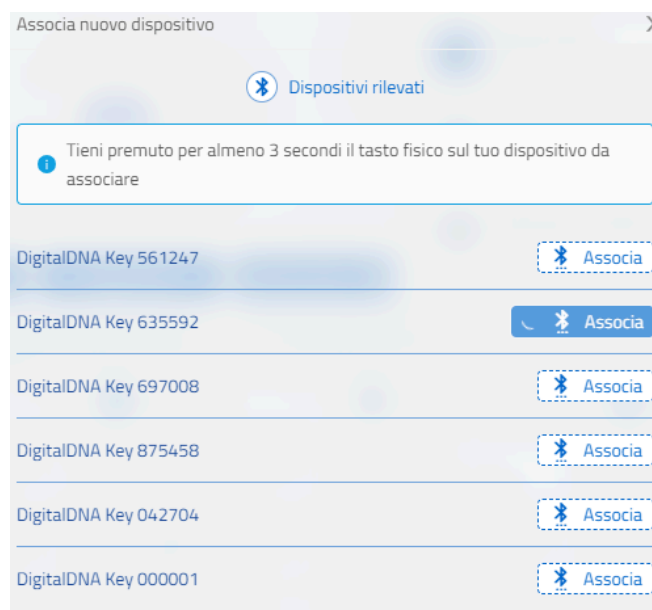 Associa nuovo dispositivo
Dispositivi rilevati
Tieni premuto per almeno 3 secondi il tasto fisico sul tuo dispositivo da
associare
DigitalDNA Key 561247 Associa
DigitalDNA Key 635592 Associa
DigitalDNA Key 697008 Associa
DigitalDNA Key 875458 Associa
DigitalDNA Key 042704 Associa
DigitalDNA Key 000001 Associa